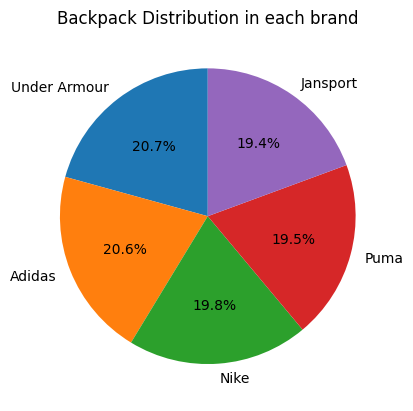 Backpack Distribution in each brand
Under Armour
Jansport
20.7%
19.4%
Adidas
20.6%
19.5%
Puma
19.8%
Nike